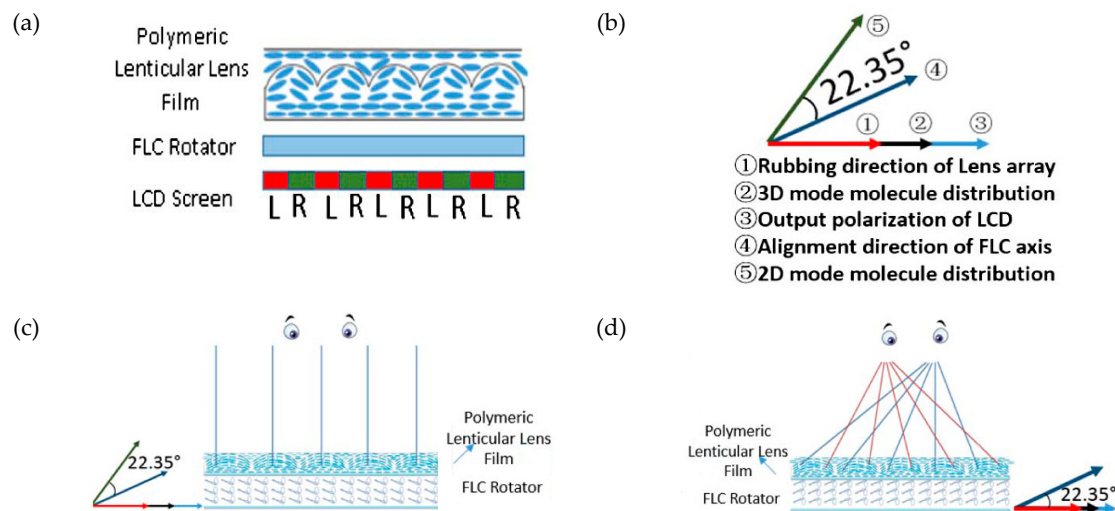 (a)
Polymeric
Lenticular Lens
Film
FLC Rotator
LCD Screen
L R L R L R L R L R
(b)
⑤
22.35°
④
① ② ③
①Rubbing direction of Lens array
②3D mode molecule distribution
③Output polarization of LCD
④Alignment direction of FLC axis
⑤2D mode molecule distribution
(c)
22.35°
Polymeric
Lenticular Lens
Film
FLC Rotator
(d)
Polymeric
Lenticular Lens
Film
FLC Rotator
22.35°